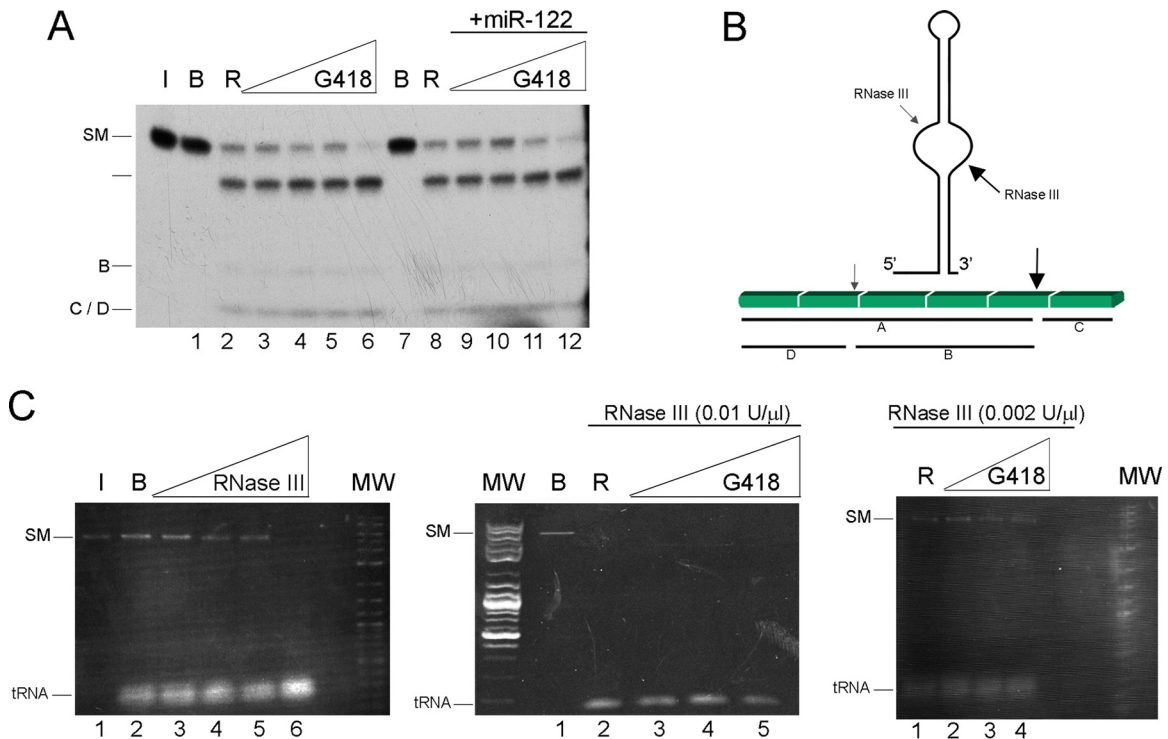 A
+miR-122
I B R G418 B R G418
SM
B
C / D
1 2 3 4 5 6 7 8 9 10 11 12
B
RNase III
RNase III
5' 3'
A
C
D
B
C
I B RNase III MW
SM
tRNA
1 2 3 4 5 6
RNase III (0.01 U/μl)
MW B R G418
SM
tRNA
1 2 3 4 5
RNase III (0.002 U/μl)
R G418 MW
SM
tRNA
1 2 3 4